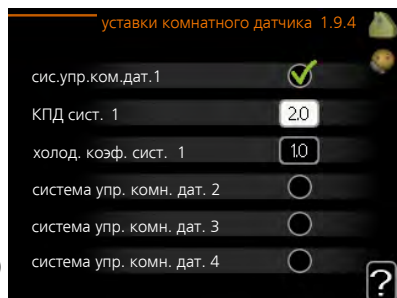 уставки комнатного датчика 1.9.4
сис.упр.ком.дат.1
КПД сист. 1 2.0
холод. коэф. сист. 1 1.0
система упр. комн. дат. 2
система упр. комн. дат. 3
система упр. комн. дат. 4
?